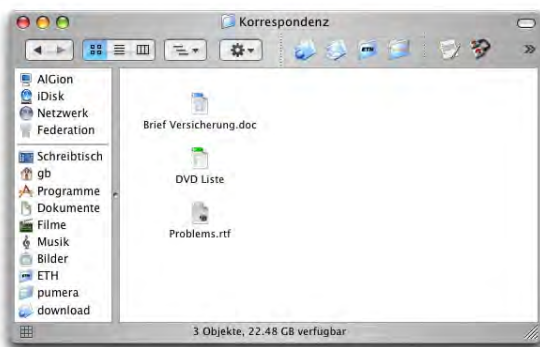 Korrespondenz
ETH
AlGion
iDisk
Netzwerk
Federation
Schreibtisch
gb
Programme
Dokumente
Filme
Musik
Bilder
ETH
pumera
download
Brief Versicherung.doc
DVD Liste
Problems.rtf
3 Objekte, 22.48 GB verfügbar